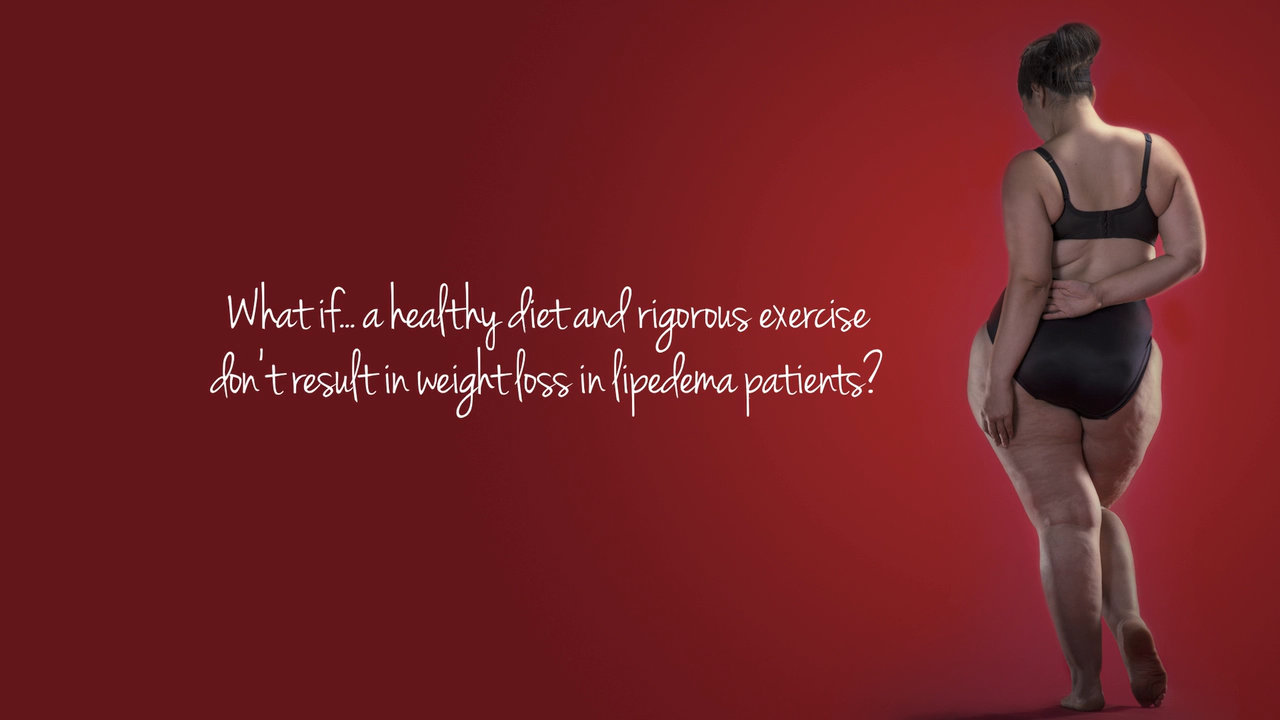 What if... a healthy diet and rigorous exercise
don't result in weight loss in lipedema patients?